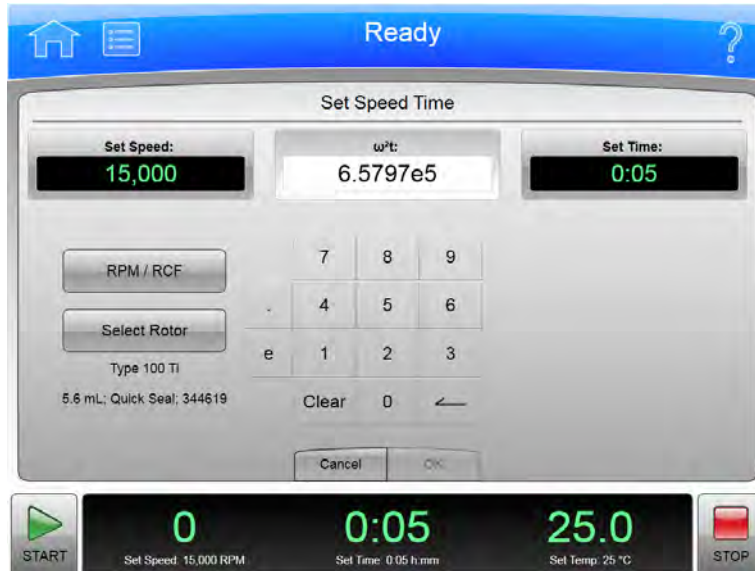 Ready
Set Speed Time
Set Speed: ω²t: Set Time:
15,000 6.5797e5 0:05
RPM / RCF
Select Rotor
Type 100 Ti
5.6 mL; Quick Seal; 344619
7 8 9
. 4 5 6
e 1 2 3
Clear 0
Cancel OK
START
0 0:05 25.0
Set Speed: 15,000 RPM Set Time: 0:05 h:mm Set Temp: 25 °C
STOP